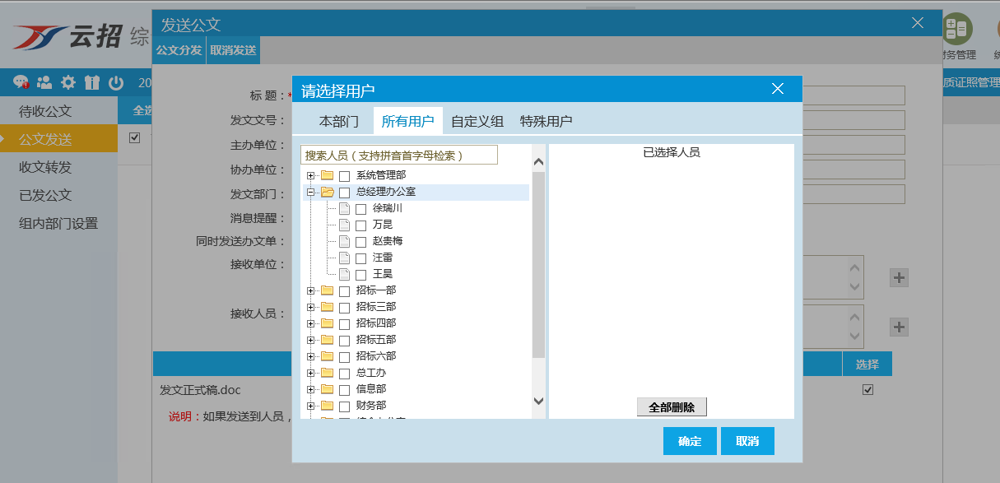 云招 综
发送公文
公文分发 取消发送
财务管理
20
质证照管理
待收公文
公文发送
收文转发
已发公文
组内部门设置
全选
标 题：*
发文文号：
主办单位：
协办单位：
发文部门：
消息提醒：
同时发送办文单：
接收单位：
接收人员：
选择
发文正式稿.doc
说明：如果发送到人员，
请选择用户
本部门 所有用户 自定义组 特殊用户
搜索人员（支持拼音首字母检索）
系统管理部
总经理办公室
徐瑞川
万昆
赵贵梅
汪雷
王昊
招标一部
招标三部
招标四部
招标五部
招标六部
总工办
信息部
财务部
已选择人员
全部删除
确定 取消